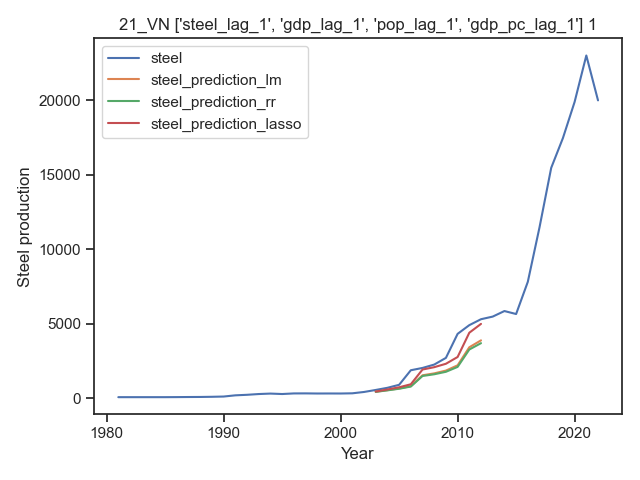 21_VN ['steel_lag_1', 'gdp_lag_1', 'pop_lag_1', 'gdp_pc_lag_1'] 1
steel
steel_prediction_lm
steel_prediction_rr
steel_prediction_lasso
Steel production
20000
15000
10000
5000
0
1980 1990 2000 2010 2020
Year